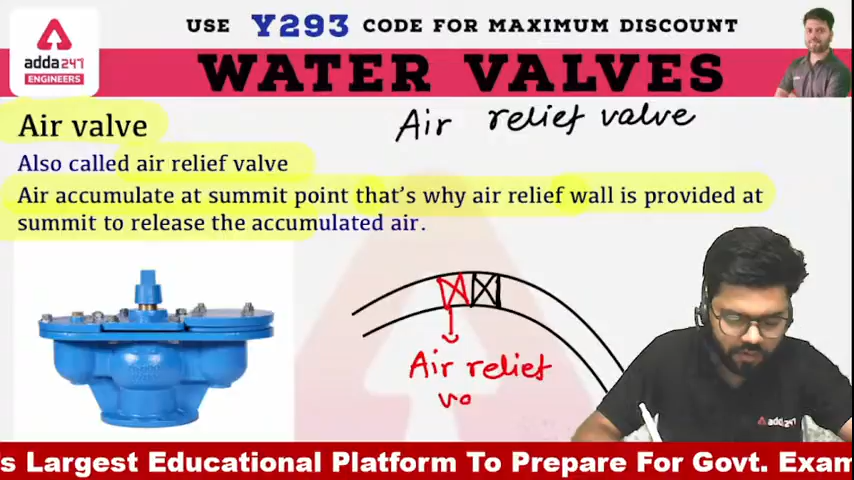 USE Y293 CODE FOR MAXIMUM DISCOUNT
adda247
ENGINEERS
WATER VALVES
Air valve
Air relief valve
Also called air relief valve
Air accumulate at summit point that's why air relief wall is provided at
summit to release the accumulated air.
Air relief
va
adda247
's Largest Educational Platform To Prepare For Govt. Exam